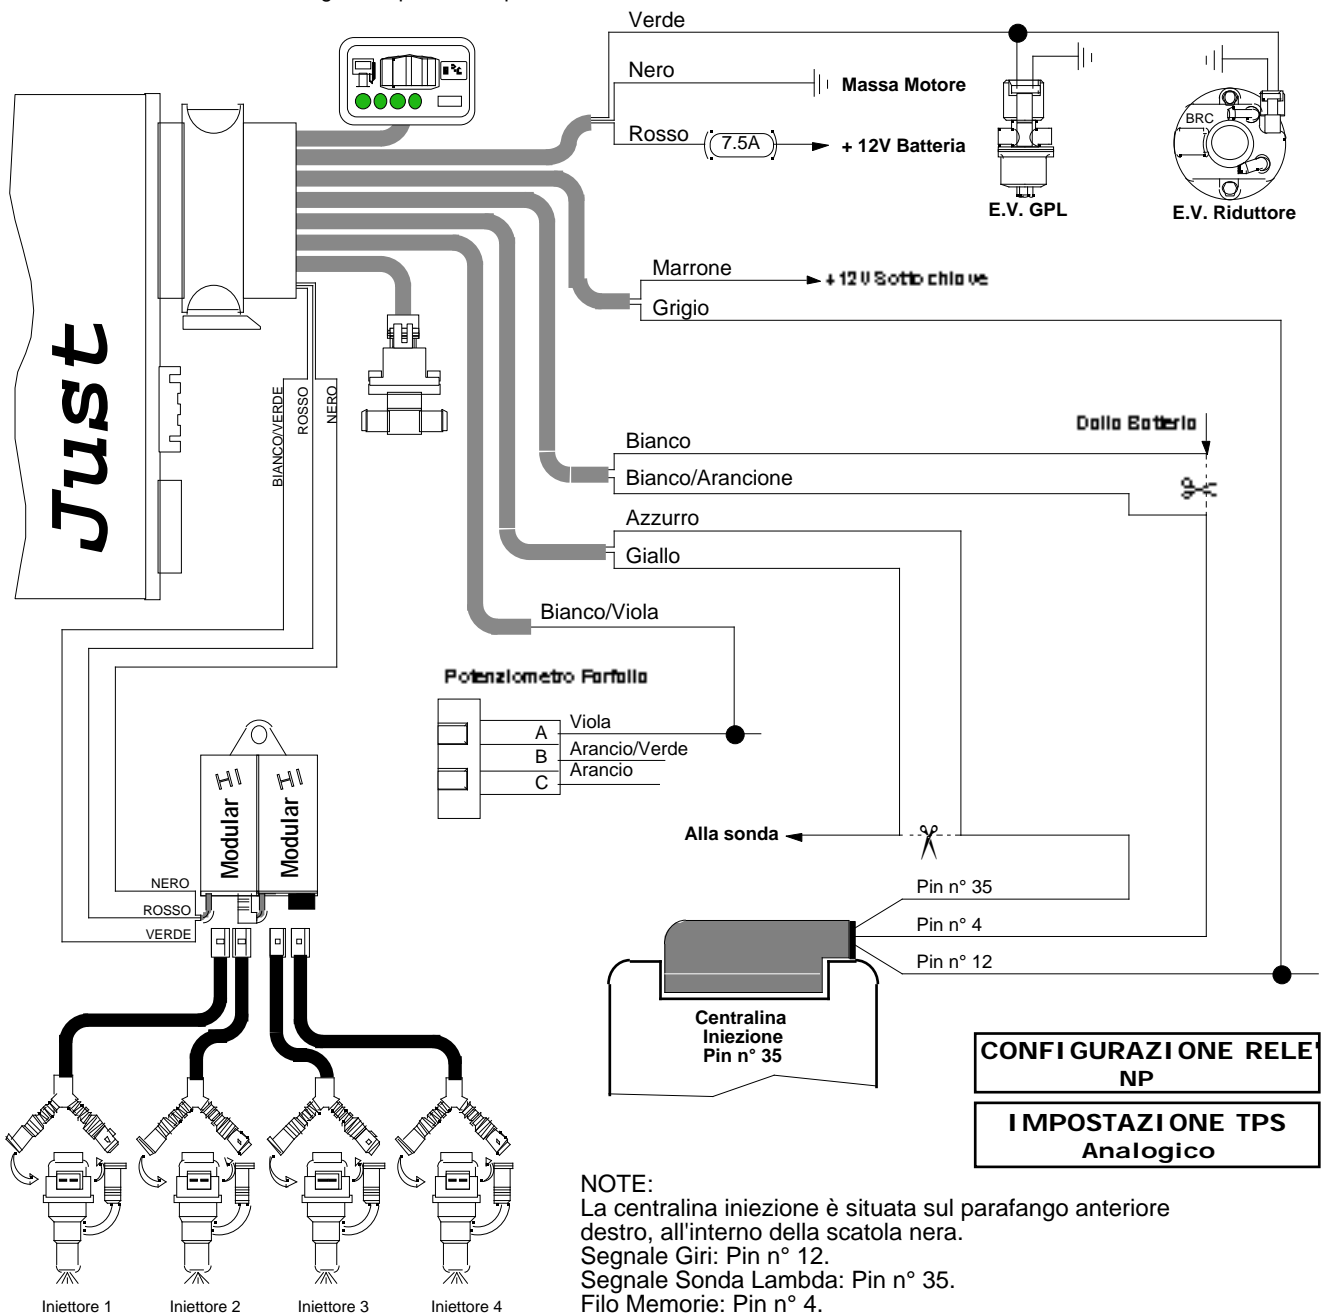 Verde
Nero
Massa Motore
Rosso
7.5A
+ 12V Batteria
BRC
E.V. GPL
E.V. Riduttore
Marrone
+12V Sotto chiave
Grigio
Just
BIANCO/VERDE
ROSSO
NERO
Dalla Batteria
Bianco
Bianco/Arancione
Azzurro
Giallo
Bianco/Viola
Potenziometro Farfalla
A
Viola
B
Arancio/Verde
C
Arancio
Modular HI
Modular HI
Alla sonda
NERO
ROSSO
VERDE
Pin n° 35
Pin n° 4
Pin n° 12
Centralina
Iniezione
Pin n° 35
CONFIGURAZIONE RELE'
NP
IMPOSTAZIONE TPS
Analogico
NOTE:
La centralina iniezione è situata sul parafango anteriore
destro, all'interno della scatola nera.
Segnale Giri: Pin n° 12.
Segnale Sonda Lambda: Pin n° 35.
Filo Memorie: Pin n° 4.
Iniettore 1
Iniettore 2
Iniettore 3
Iniettore 4